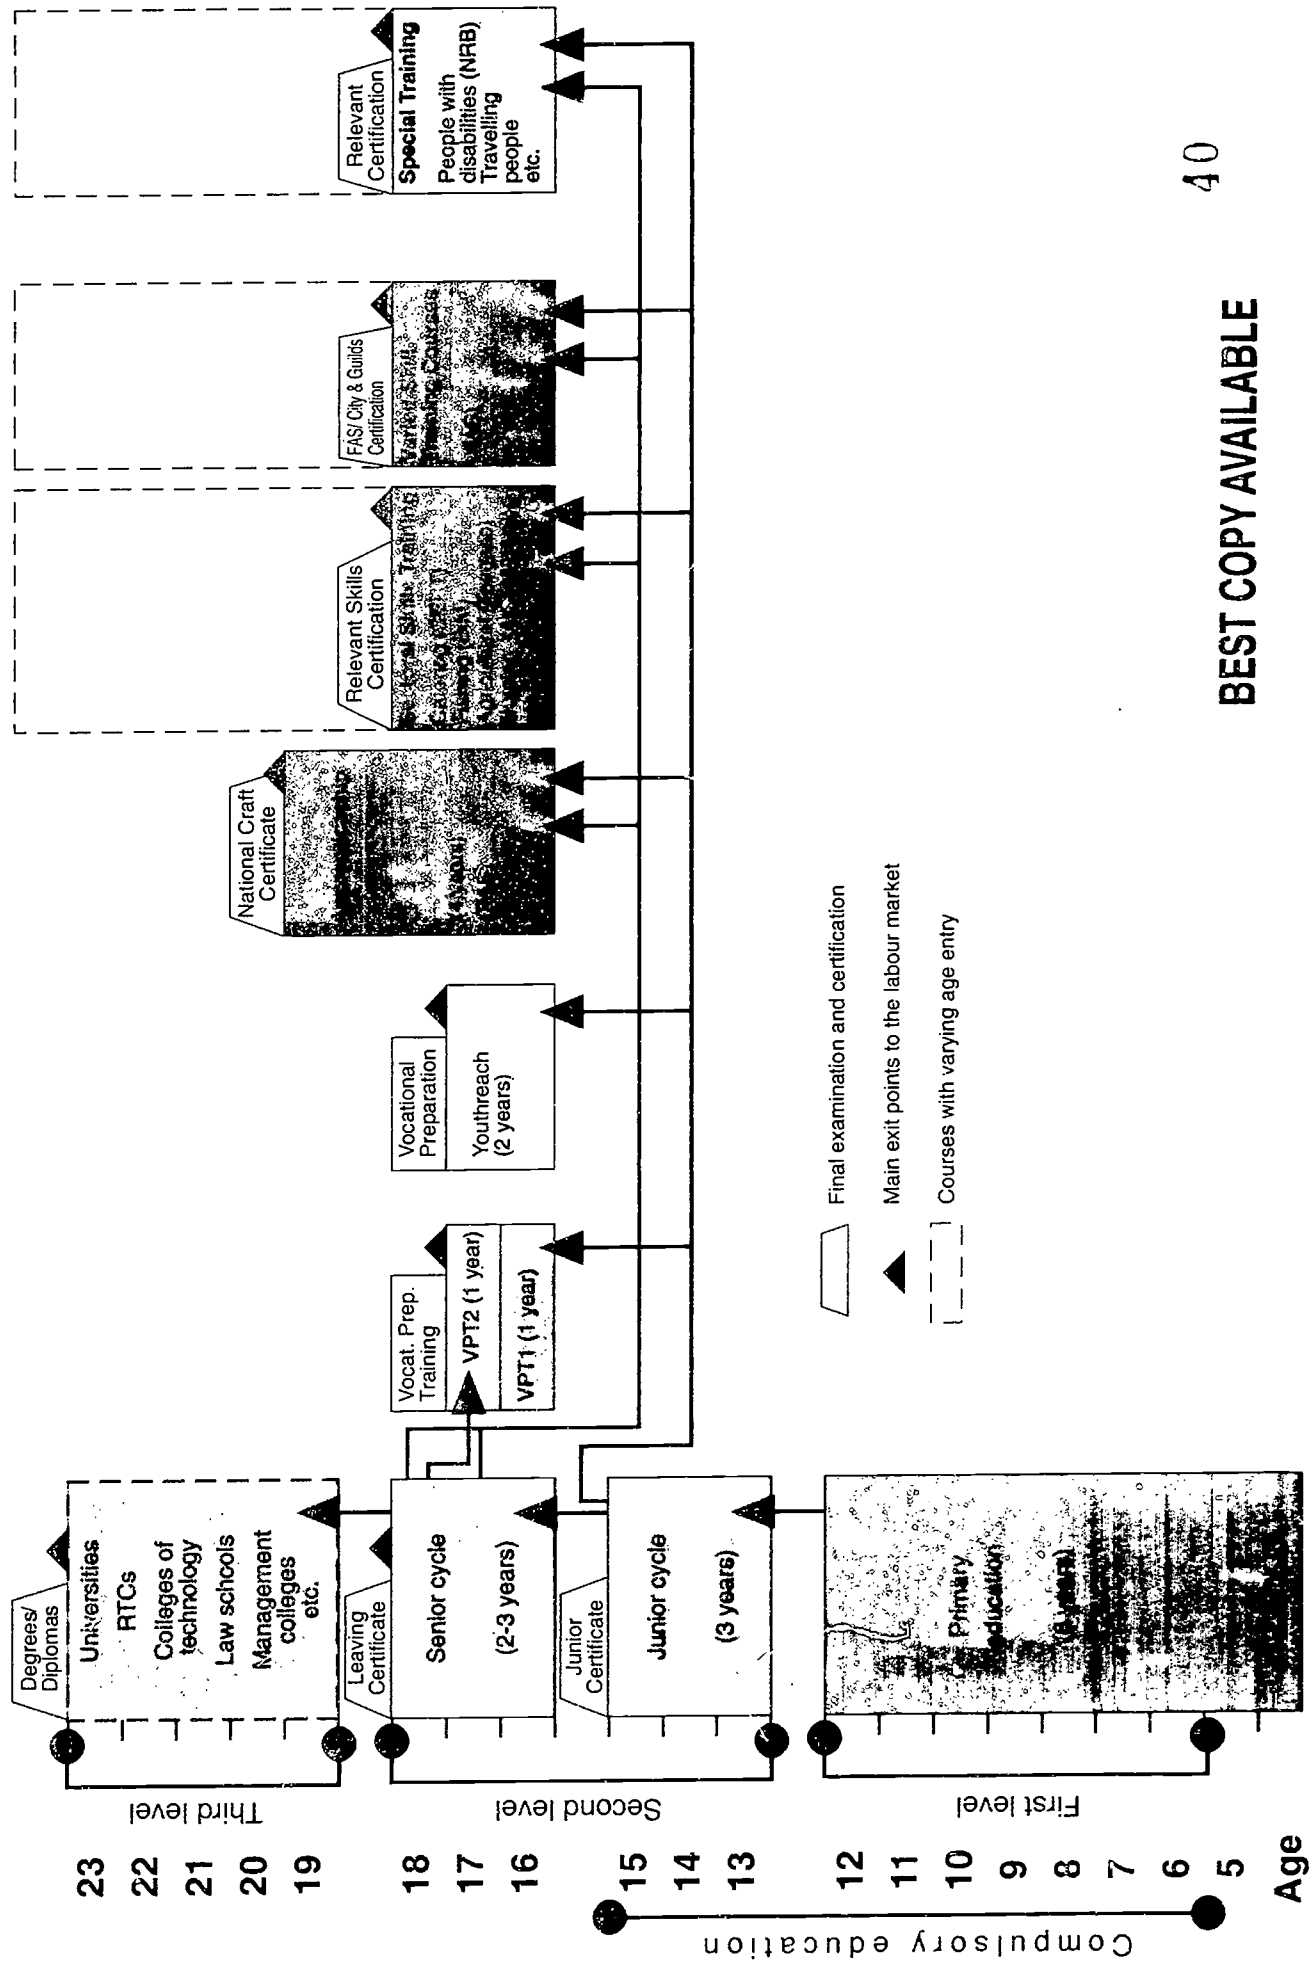 Degrees/
Diplomas
Universities
RTCs
Colleges of
technology
Law schools
Management
colleges
etc.
Leaving
Certificate
Senior cycle
(2-3 years)
Junior
Certificate
Junior cycle
(3 years)
Primary
education
Vocat. Prep.
Training
VPT2 (1 year)
VPT1 (1 year)
Vocational
Preparation
Youthreach
(2 years)
National Craft
Certificate
Relevant Skills
Certification
Skills Training
FAS/ City & Guilds
Certification
Training Courses
Relevant
Certification
Special Training
People with
disabilities (NRB)
Travelling
people
etc.
Third level
Second level
First level
23
22
21
20
19
18
17
16
15
14
13
12
11
10
9
8
7
6
5
Age
Compulsory education
Final examination and certification
Main exit points to the labour market
Courses with varying age entry
BEST COPY AVAILABLE
40